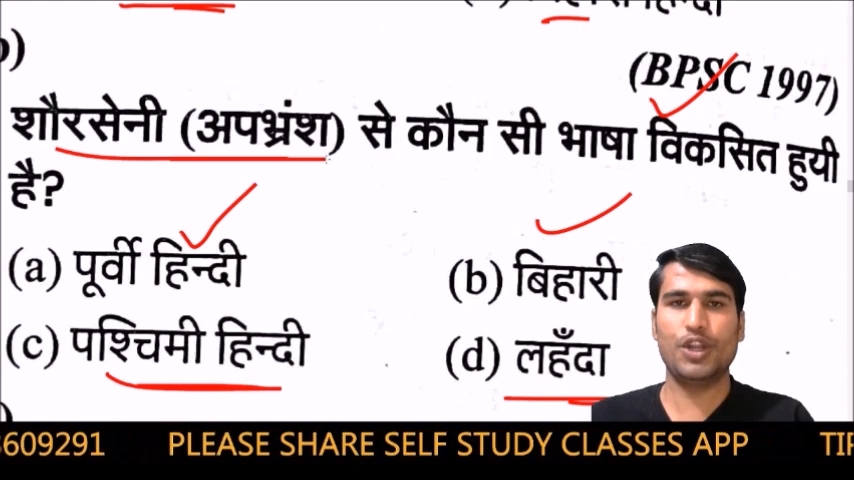 (BPSC 1997)
शौरसेनी (अपभ्रंश) से कौन सी भाषा विकसित हुयी
है?
(a) पूर्वी हिन्दी (b) बिहारी
(c) पश्चिमी हिन्दी (d) लहँदा
609291 PLEASE SHARE SELF STUDY CLASSES APP